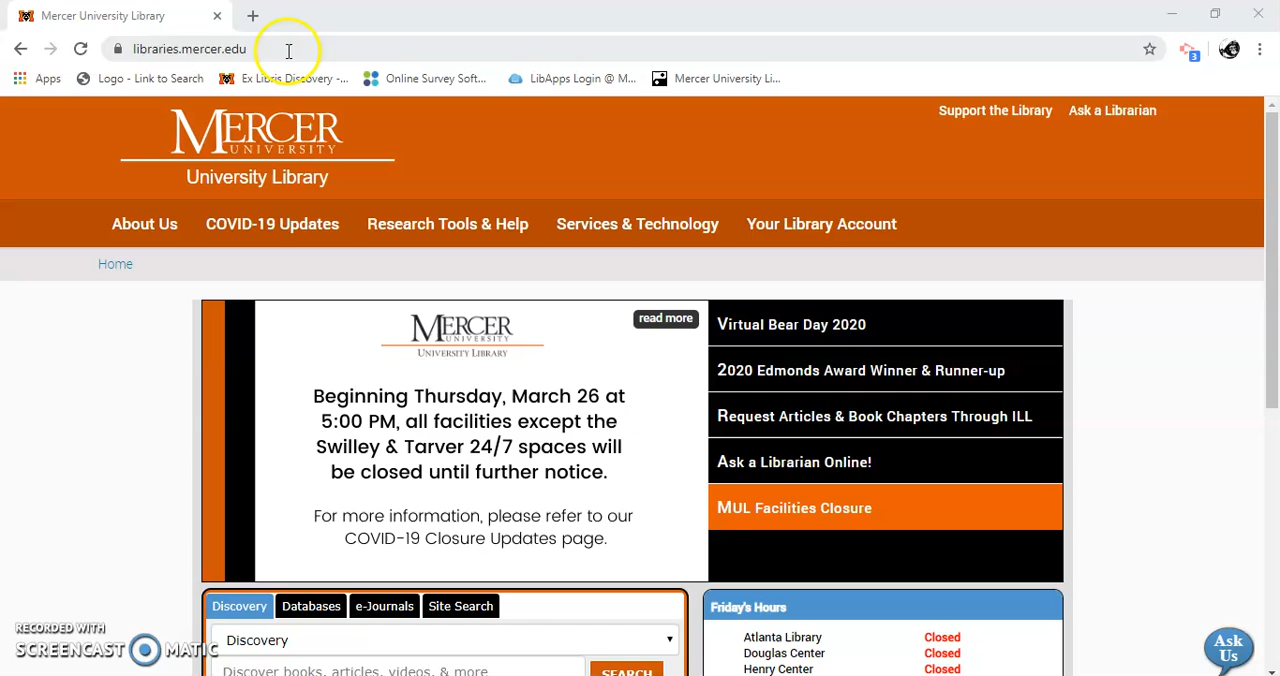 Mercer University Library
libraries.mercer.edu
3
Apps
Logo - Link to Search
Ex Libris Discovery -...
Online Survey Soft...
LibApps Login @ M...
Mercer University Li...
MERCER
UNIVERSITY
University Library
Support the Library
Ask a Librarian
About Us
COVID-19 Updates
Research Tools & Help
Services & Technology
Your Library Account
Home
MERCER
UNIVERSITY
UNIVERSITY LIBRARY
read more
Beginning Thursday, March 26 at
5:00 PM, all facilities except the
Swilley & Tarver 24/7 spaces will
be closed until further notice.
For more information, please refer to our
COVID-19 Closure Updates page.
Virtual Bear Day 2020
2020 Edmonds Award Winner & Runner-up
Request Articles & Book Chapters Through ILL
Ask a Librarian Online!
MUL Facilities Closure
Discovery
Databases
e-Journals
Site Search
Discovery
Discover books, articles, videos, & more
SEARCH
Friday's Hours
Atlanta Library Closed
Douglas Center Closed
Henry Center Closed
RECORDED WITH
SCREENCAST MATIC
Ask
Us